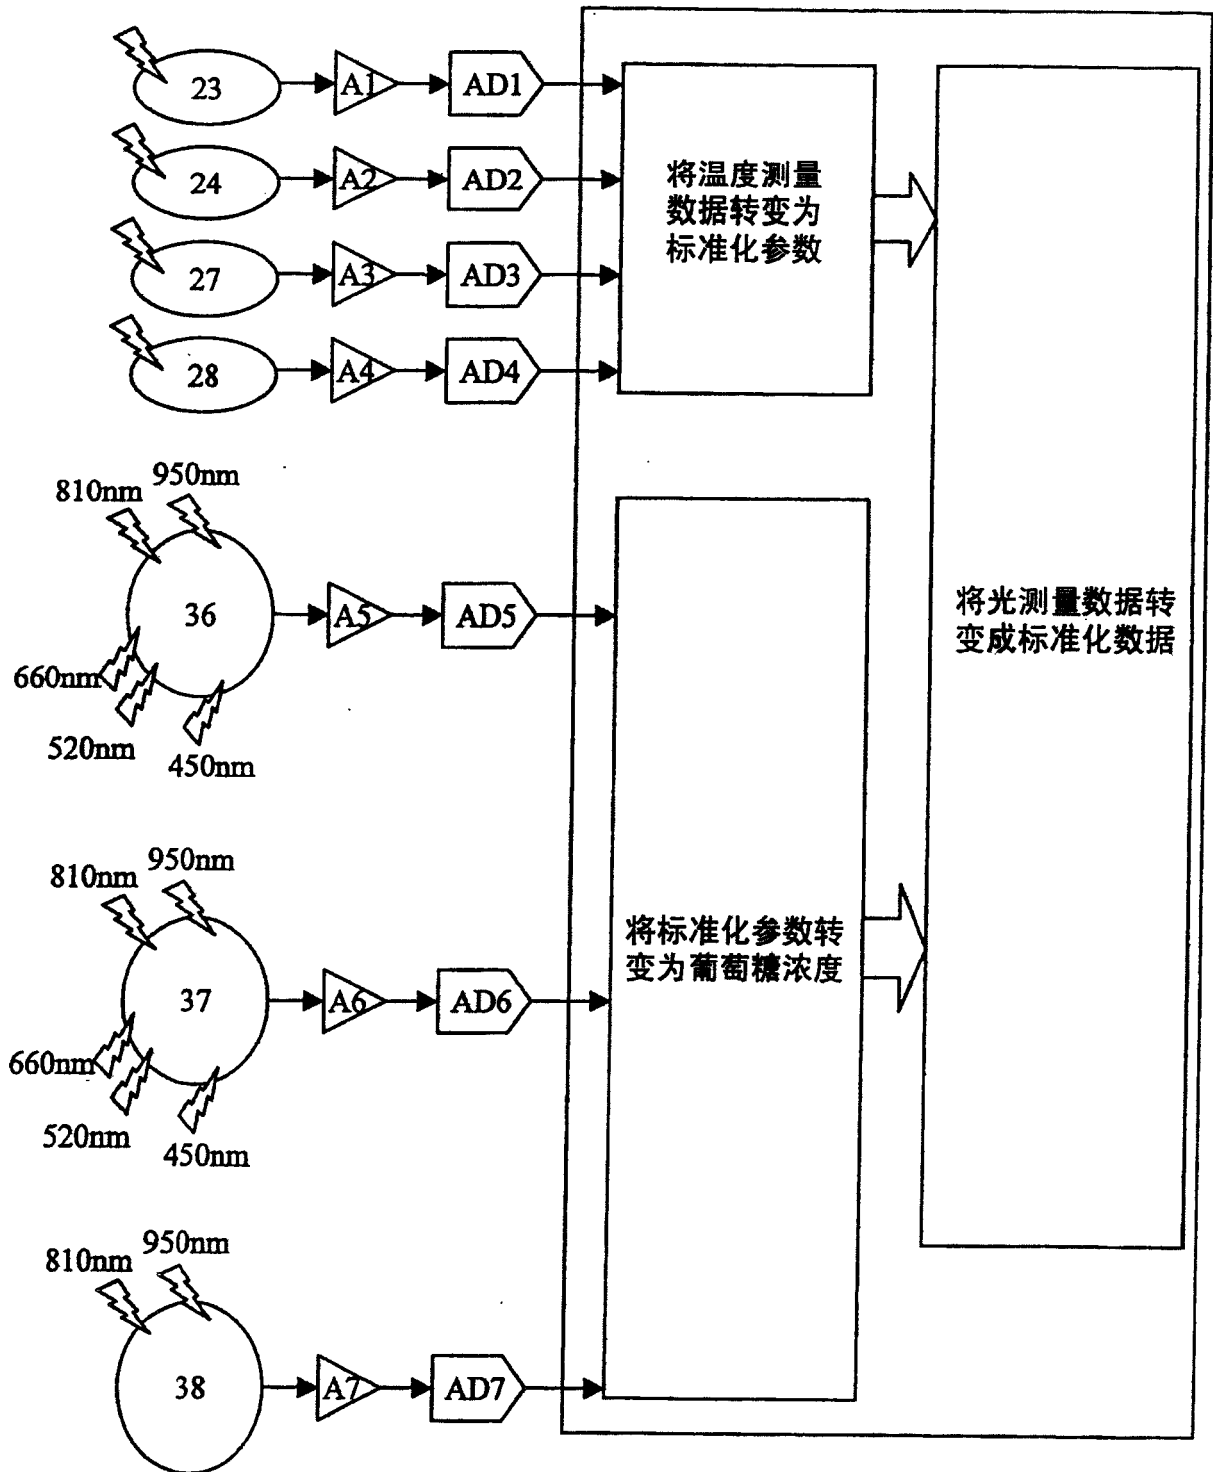 23
A1
AD1
24
A2
AD2
27
A3
AD3
28
A4
AD4
将温度测量
数据转变为
标准化参数
810nm
950nm
36
A5
AD5
660nm
520nm
450nm
将光测量数据转
变成标准化数据
810nm
950nm
37
A6
AD6
660nm
520nm
450nm
将标准化参数转
变为葡萄糖浓度
810nm
950nm
38
A7
AD7